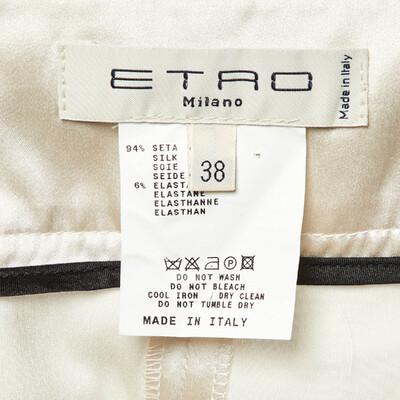 ETRO
Milano
Made in Italy
38
94% SETA
SILK
SOIE
SEIDE
6% ELASTA
ELASTANE
ELASTHANNE
ELASTHAN
DO NOT WASH
DO NOT BLEACH
COOL IRON / DRY CLEAN
DO NOT TUMBLE DRY
MADE IN ITALY